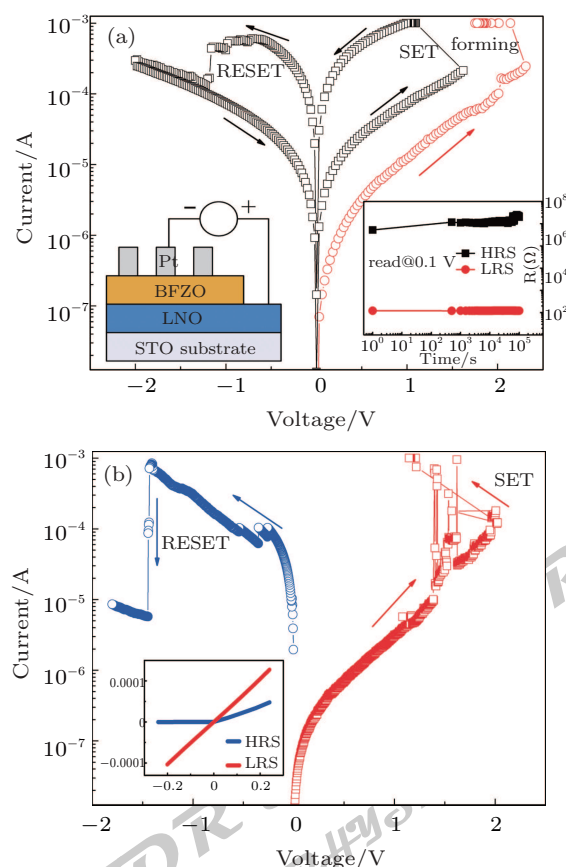 (a)
Current/A
10⁻³
10⁻⁴
10⁻⁵
10⁻⁶
10⁻⁷
RESET
SET
forming
− +
Pt
BFZO
LNO
STO substrate
read@0.1 V
HRS
LRS
R(Ω)
10⁸
10⁶
10⁴
10²
10⁰ 10¹ 10² 10³ 10⁴ 10⁵
Time/s
−2 −1 0 1 2
Voltage/V
(b)
Current/A
10⁻³
10⁻⁴
10⁻⁵
10⁻⁶
10⁻⁷
RESET
SET
0.0001
0
−0.0001
HRS
LRS
−0.2 0 0.2
−2 −1 0 1 2
Voltage/V